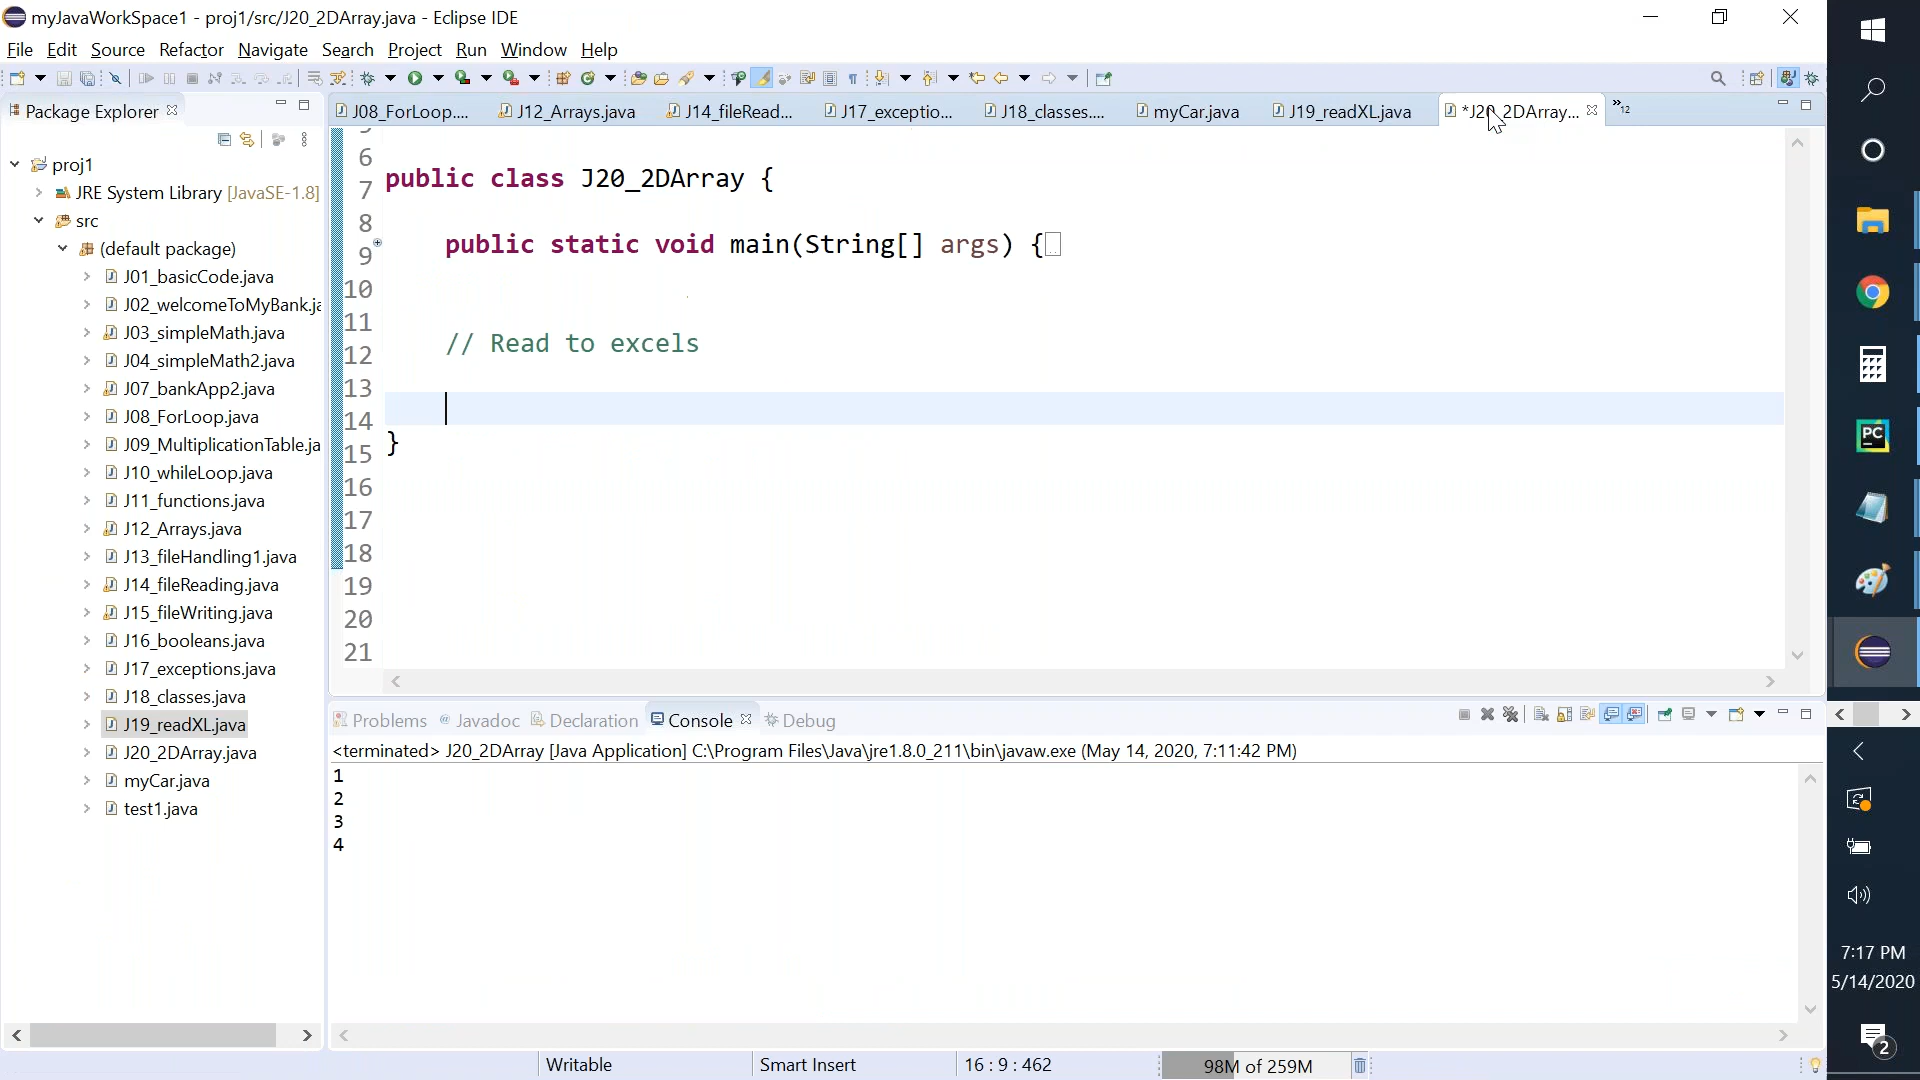 myJavaWorkSpace1 - proj1/src/J20_2DArray.java - Eclipse IDE
File Edit Source Refactor Navigate Search Project Run Window Help
Package Explorer
J08_ForLoop.... J12_Arrays.java J14_fileRead... J17_exceptio... J18_classes.... myCar.java J19_readXL.java *J20_2DArray... »12
proj1
JRE System Library [JavaSE-1.8]
src
(default package)
J01_basicCode.java
J02_welcomeToMyBank.ja
J03_simpleMath.java
J04_simpleMath2.java
J07_bankApp2.java
J08_ForLoop.java
J09_MultiplicationTable.ja
J10_whileLoop.java
J11_functions.java
J12_Arrays.java
J13_fileHandling1.java
J14_fileReading.java
J15_fileWriting.java
J16_booleans.java
J17_exceptions.java
J18_classes.java
J19_readXL.java
J20_2DArray.java
myCar.java
test1.java
6
7 public class J20_2DArray {
8
9 public static void main(String[] args) {
10
11
12 // Read to excels
13
14
15 }
16
17
18
19
20
21
Problems @ Javadoc Declaration Console Debug
<terminated> J20_2DArray [Java Application] C:\Program Files\Java\jre1.8.0_211\bin\javaw.exe (May 14, 2020, 7:11:42 PM)
1
2
3
4
Writable Smart Insert 16 : 9 : 462 98M of 259M
PC
7:17 PM
5/14/2020
2